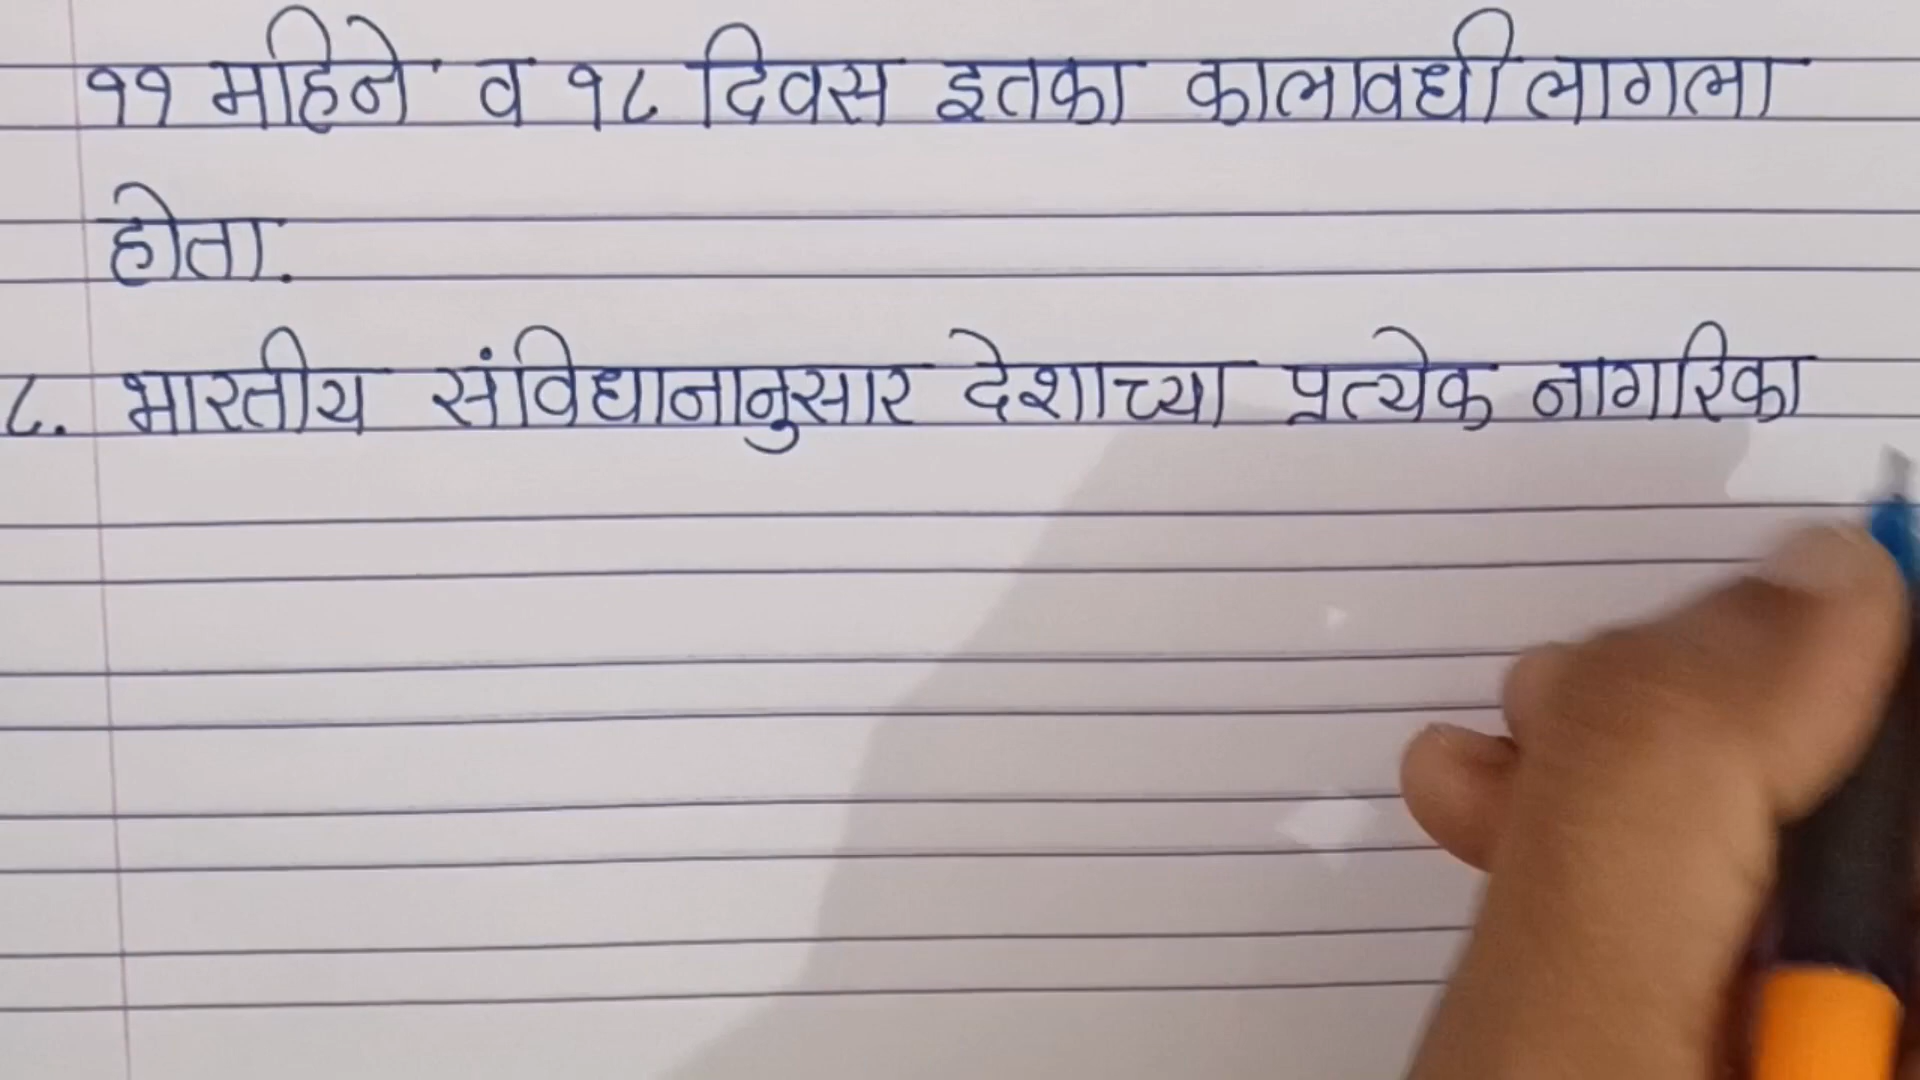 ११ महिने व १८ दिवस इतका कालावधी लागला
होता.
८. भारतीय संविधानानुसार देशाच्या प्रत्येक नागरिका